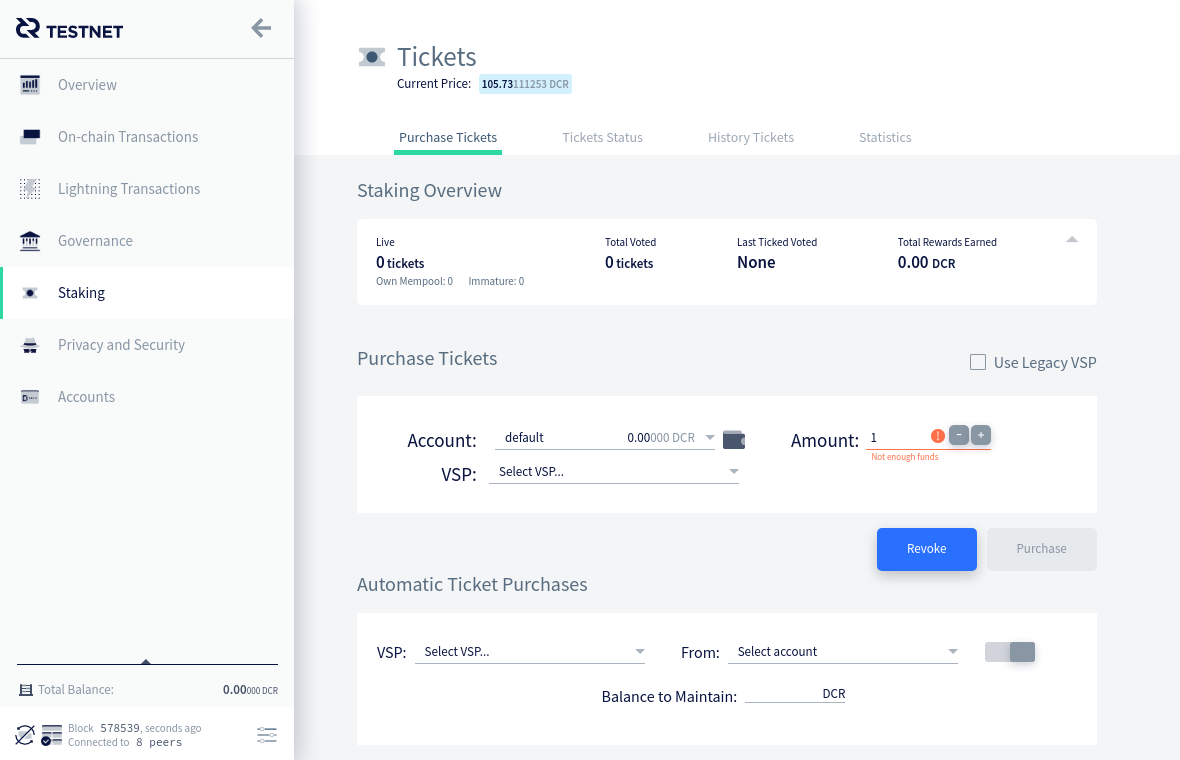 TESTNET
Overview
On-chain Transactions
Lightning Transactions
Governance
Staking
Privacy and Security
Accounts
Total Balance: 0.00000 DCR
Block 578539, seconds ago
Connected to 8 peers
Tickets
Current Price: 105.73111253 DCR
Purchase Tickets Tickets Status History Tickets Statistics
Staking Overview
Live Total Voted Last Ticked Voted Total Rewards Earned
0 tickets 0 tickets None 0.00 DCR
Own Mempool: 0 Immature: 0
Purchase Tickets Use Legacy VSP
Account: default 0.00000 DCR Amount: 1 ! - +
Not enough funds
VSP: Select VSP...
Revoke Purchase
Automatic Ticket Purchases
VSP: Select VSP... From: Select account
Balance to Maintain: DCR